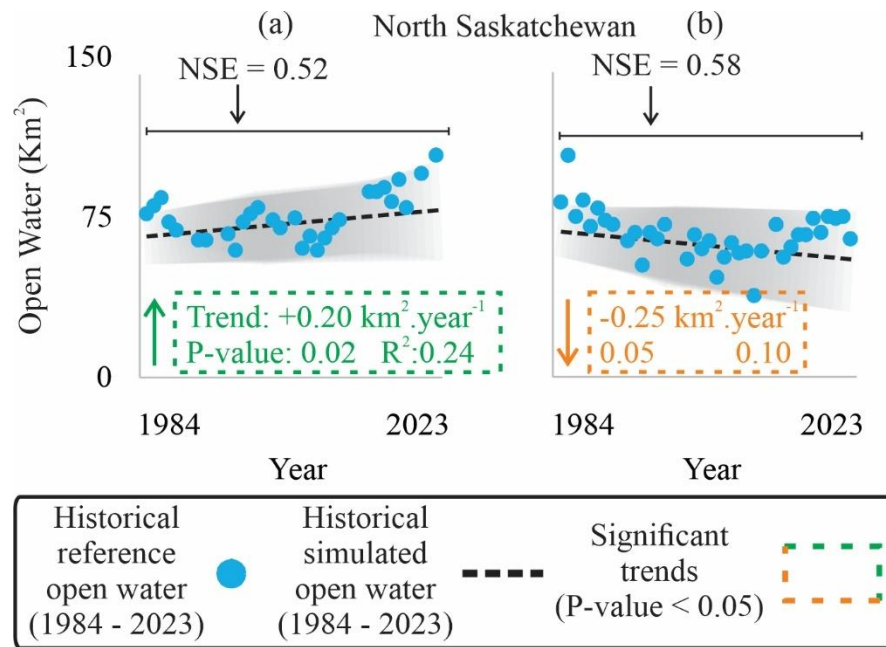 (a) North Saskatchewan (b)
150
NSE = 0.52
NSE = 0.58
Open Water (Km²)
75
Trend: +0.20 km².year⁻¹
P-value: 0.02 R²:0.24
-0.25 km².year⁻¹
0.05 0.10
0
1984 2023
1984 2023
Year
Year
Historical
reference
open water
(1984 - 2023)
Historical
simulated
open water
(1984 - 2023)
Significant
trends
(P-value < 0.05)